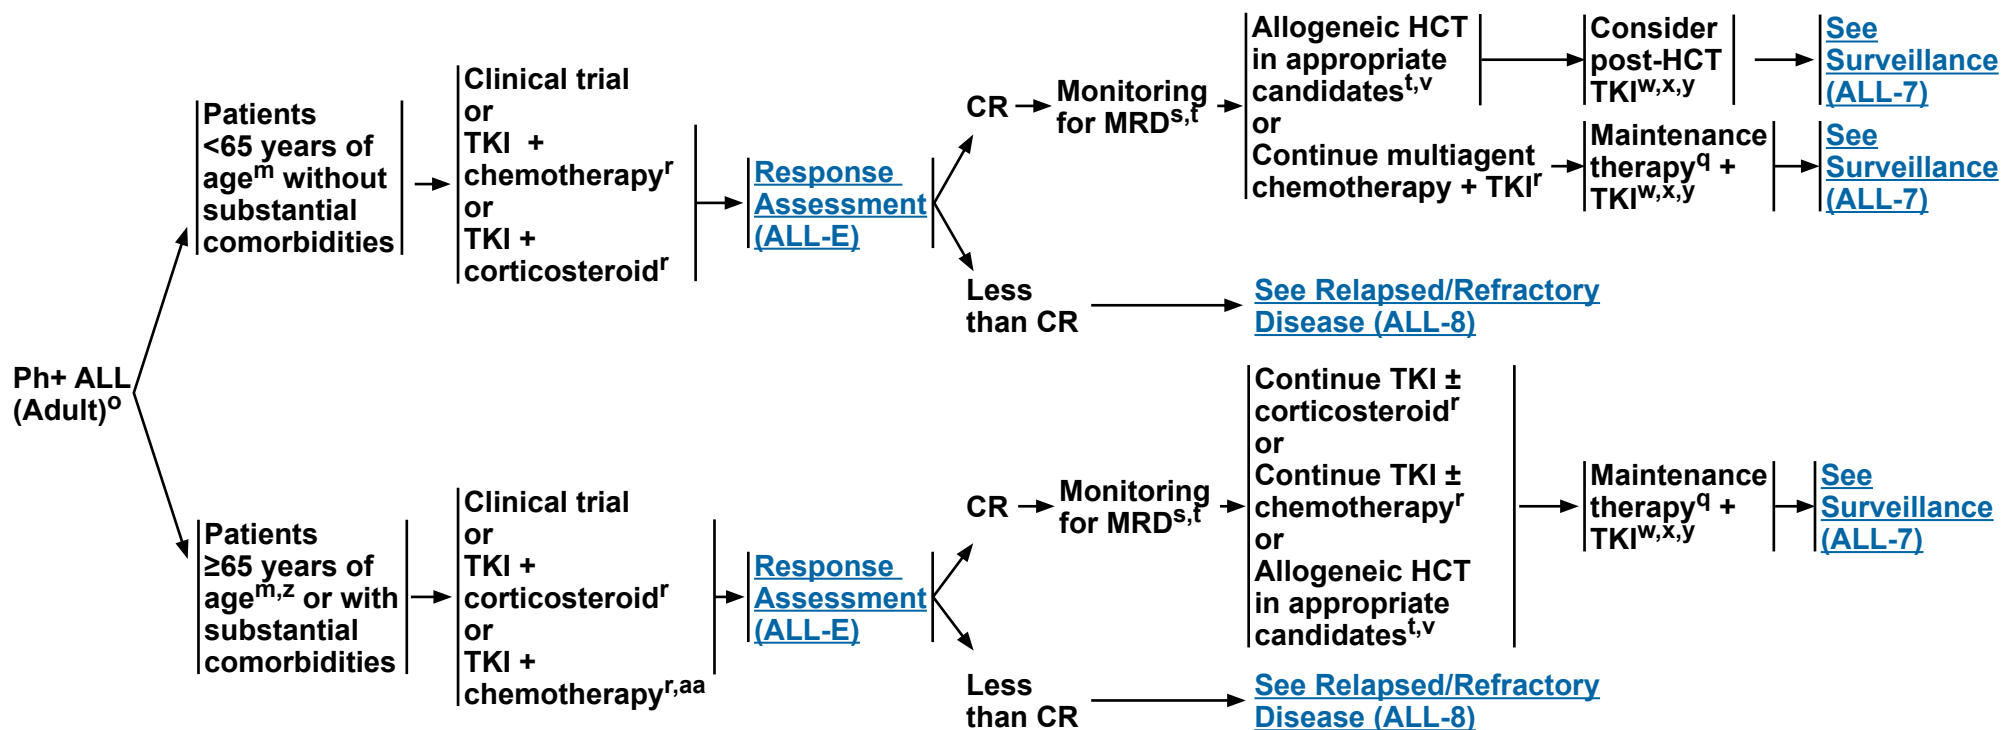 Ph+ ALL
(Adult)o
Patients
<65 years of
agem without
substantial
comorbidities
Clinical trial
or
TKI +
chemotherapyr
or
TKI +
corticosteroidr
Response
Assessment
(ALL-E)
CR
Monitoring
for MRDs,t
Allogeneic HCT
in appropriate
candidatest,v
or
Continue multiagent
chemotherapy + TKIr
Consider
post-HCT
TKIw,x,y
See
Surveillance
(ALL-7)
Maintenance
therapyq +
TKIw,x,y
See
Surveillance
(ALL-7)
Less
than CR
See Relapsed/Refractory
Disease (ALL-8)
Patients
≥65 years of
agem,z or with
substantial
comorbidities
Clinical trial
or
TKI +
corticosteroidr
or
TKI +
chemotherapyr,aa
Response
Assessment
(ALL-E)
CR
Monitoring
for MRDs,t
Continue TKI ±
corticosteroidr
or
Continue TKI ±
chemotherapyr
or
Allogeneic HCT
in appropriate
candidatest,v
Maintenance
therapyq +
TKIw,x,y
See
Surveillance
(ALL-7)
Less
than CR
See Relapsed/Refractory
Disease (ALL-8)